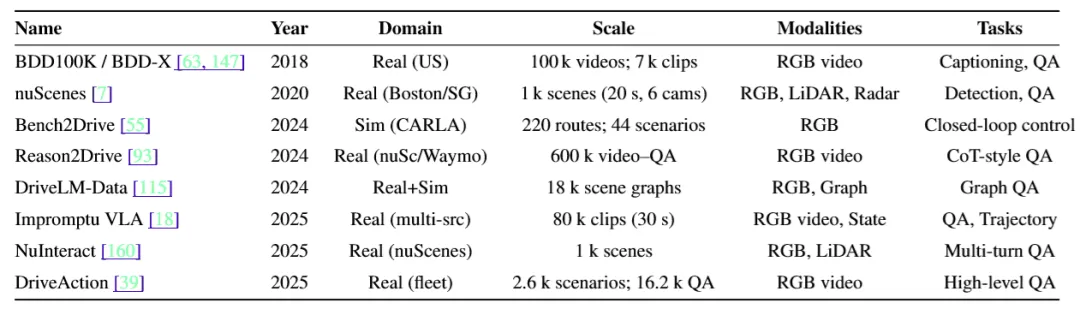 Name Year Domain Scale Modalities Tasks
BDD100K / BDD-X [63, 147] 2018 Real (US) 100 k videos; 7 k clips RGB video Captioning, QA
nuScenes [7] 2020 Real (Boston/SG) 1 k scenes (20 s, 6 cams) RGB, LiDAR, Radar Detection, QA
Bench2Drive [55] 2024 Sim (CARLA) 220 routes; 44 scenarios RGB Closed-loop control
Reason2Drive [93] 2024 Real (nuSc/Waymo) 600 k video–QA RGB video CoT-style QA
DriveLM-Data [115] 2024 Real+Sim 18 k scene graphs RGB, Graph Graph QA
Impromptu VLA [18] 2025 Real (multi-src) 80 k clips (30 s) RGB video, State QA, Trajectory
NuInteract [160] 2025 Real (nuScenes) 1 k scenes RGB, LiDAR Multi-turn QA
DriveAction [39] 2025 Real (fleet) 2.6 k scenarios; 16.2 k QA RGB video High-level QA